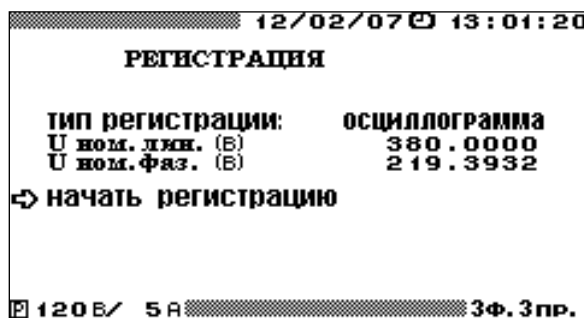 12/02/07 13:01:20
РЕГИСТРАЦИЯ
тип регистрации: осциллограмма
U ном. лин. (В) 380.0000
U ном.фаз. (В) 219.3932
начать регистрацию
P 120В/ 5А 3ф.3пр.